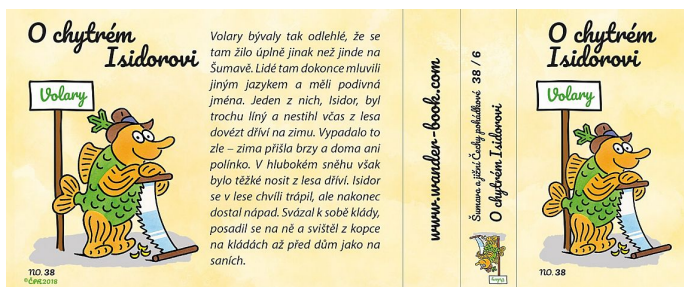 O chytrém
Isidorovi
Volary
no. 38
©ČPR2018
Volary bývaly tak odlehlé, že se
tam žilo úplně jinak než jinde na
Šumavě. Lidé tam dokonce mluvili
jiným jazykem a měli podivná
jména. Jeden z nich, Isidor, byl
trochu líný a nestihl včas z lesa
dovézt dříví na zimu. Vypadalo to
zle – zima přišla brzy a doma ani
polínko. V hlubokém sněhu však
bylo těžké nosit z lesa dříví. Isidor
se v lese chvíli trápil, ale nakonec
dostal nápad. Svázal k sobě klády,
posadil se na ně a svištěl z kopce
na kládách až před dům jako na
saních.
www.wander-book.com
Šumava a jižní Čechy pohádkově 38 / 6
O chytrém Isidorovi
Volary
O chytrém
Isidorovi
Volary
no. 38